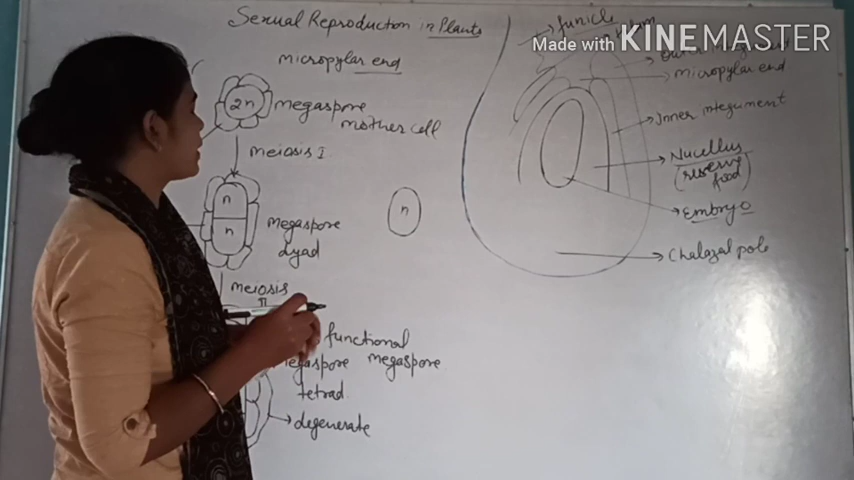 Sexual Reproduction in Plants
micropylar end
2n
megaspore
mother cell
meiosis I
n
n
megaspore
dyad
meiosis
II
functional
megaspore megaspore
tetrad
degenerate
n
funicle
Made with KINEMASTER
micropylar end
Inner integument
Nucellus
(reserve
food)
Embryo
Chalazal pole